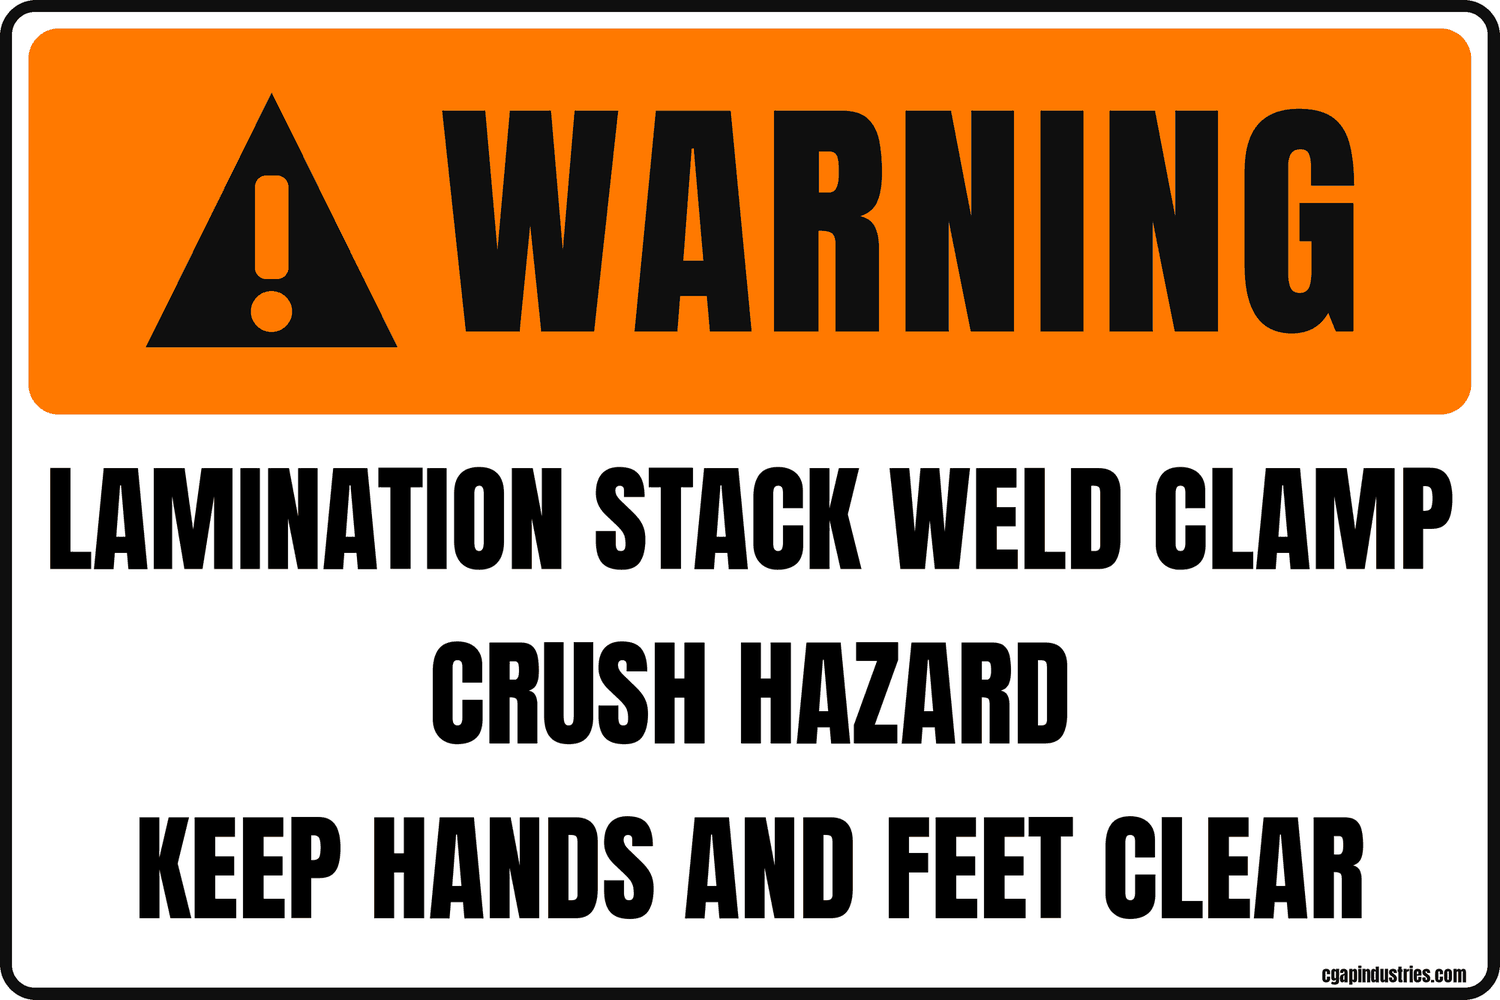 WARNING
LAMINATION STACK WELD CLAMP
CRUSH HAZARD
KEEP HANDS AND FEET CLEAR
cgapindustries.com